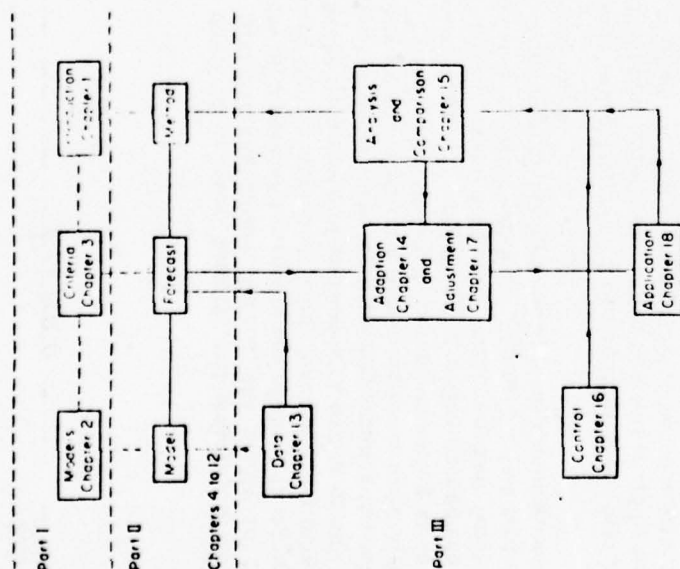 Part I
Models
Chapter 2
Criteria
Chapter 3
Introduction
Chapter 1
Part II
Model
Forecast
Method
Chapters 4 to 12
Data
Chapter 13
Part III
Adaption
Chapter 14
and
Adjustment
Chapter 17
Analysis
and
Comparison
Chapter 15
Control
Chapter 16
Application
Chapter 18